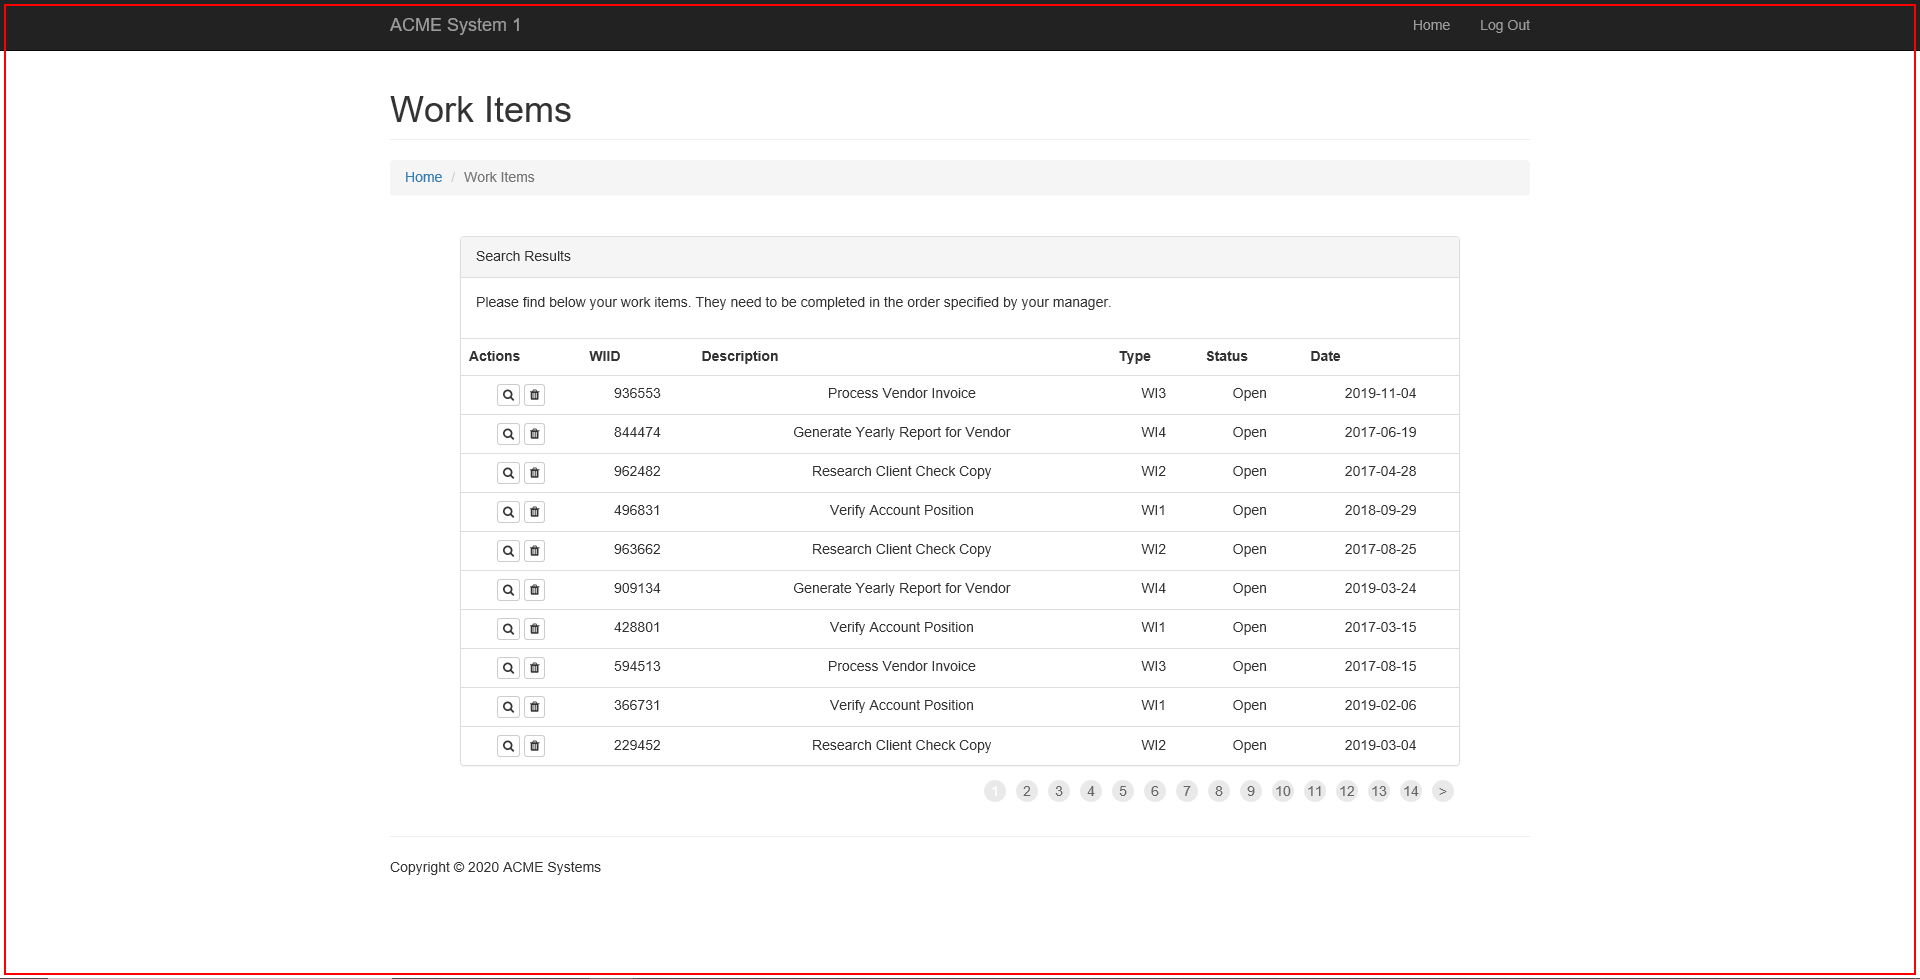 ACME System 1 Home Log Out
Work Items
Home / Work Items
Search Results
Please find below your work items. They need to be completed in the order specified by your manager.
Actions WIID Description Type Status Date
936553 Process Vendor Invoice WI3 Open 2019-11-04
844474 Generate Yearly Report for Vendor WI4 Open 2017-06-19
962482 Research Client Check Copy WI2 Open 2017-04-28
496831 Verify Account Position WI1 Open 2018-09-29
963662 Research Client Check Copy WI2 Open 2017-08-25
909134 Generate Yearly Report for Vendor WI4 Open 2019-03-24
428801 Verify Account Position WI1 Open 2017-03-15
594513 Process Vendor Invoice WI3 Open 2017-08-15
366731 Verify Account Position WI1 Open 2019-02-06
229452 Research Client Check Copy WI2 Open 2019-03-04
1 2 3 4 5 6 7 8 9 10 11 12 13 14 >
Copyright © 2020 ACME Systems